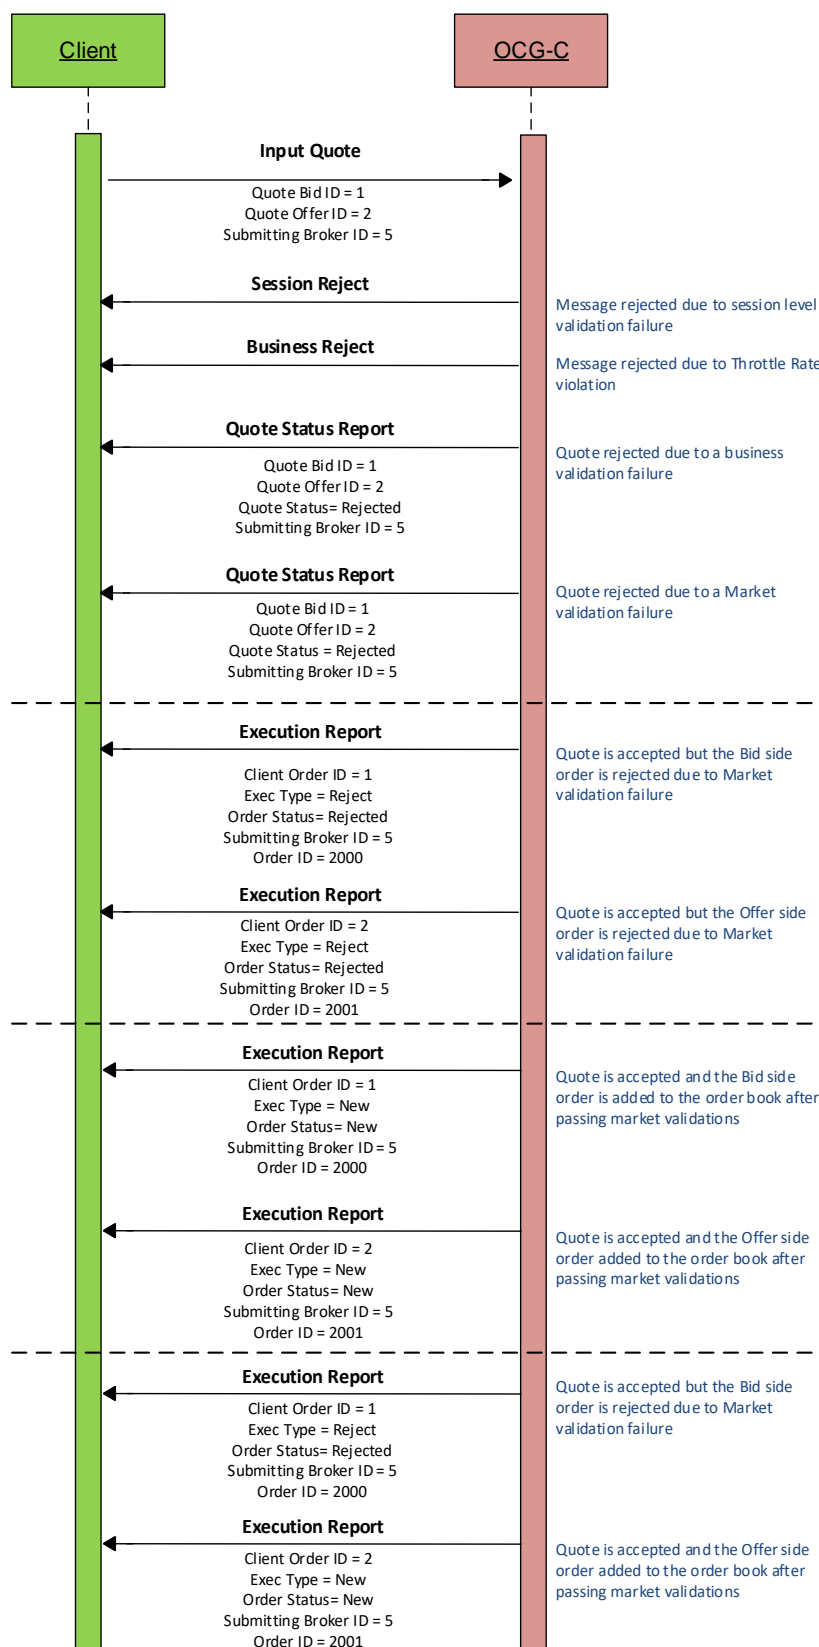 Client
OCG-C
Input Quote
Quote Bid ID = 1
Quote Offer ID = 2
Submitting Broker ID = 5
Session Reject
Message rejected due to session level
validation failure
Business Reject
Message rejected due to Throttle Rate
violation
Quote Status Report
Quote rejected due to a business
validation failure
Quote Bid ID = 1
Quote Offer ID = 2
Quote Status= Rejected
Submitting Broker ID = 5
Quote Status Report
Quote rejected due to a Market
validation failure
Quote Bid ID = 1
Quote Offer ID = 2
Quote Status = Rejected
Submitting Broker ID = 5
Execution Report
Quote is accepted but the Bid side
order is rejected due to Market
validation failure
Client Order ID = 1
Exec Type = Reject
Order Status= Rejected
Submitting Broker ID = 5
Order ID = 2000
Execution Report
Quote is accepted but the Offer side
order is rejected due to Market
validation failure
Client Order ID = 2
Exec Type = Reject
Order Status= Rejected
Submitting Broker ID = 5
Order ID = 2001
Execution Report
Quote is accepted and the Bid side
order is added to the order book after
passing market validations
Client Order ID = 1
Exec Type = New
Order Status= New
Submitting Broker ID = 5
Order ID = 2000
Execution Report
Quote is accepted and the Offer side
order added to the order book after
passing market validations
Client Order ID = 2
Exec Type = New
Order Status= New
Submitting Broker ID = 5
Order ID = 2001
Execution Report
Quote is accepted but the Bid side
order is rejected due to Market
validation failure
Client Order ID = 1
Exec Type = Reject
Order Status= Rejected
Submitting Broker ID = 5
Order ID = 2000
Execution Report
Quote is accepted and the Offer side
order added to the order book after
passing market validations
Client Order ID = 2
Exec Type = New
Order Status= New
Submitting Broker ID = 5
Order ID = 2001